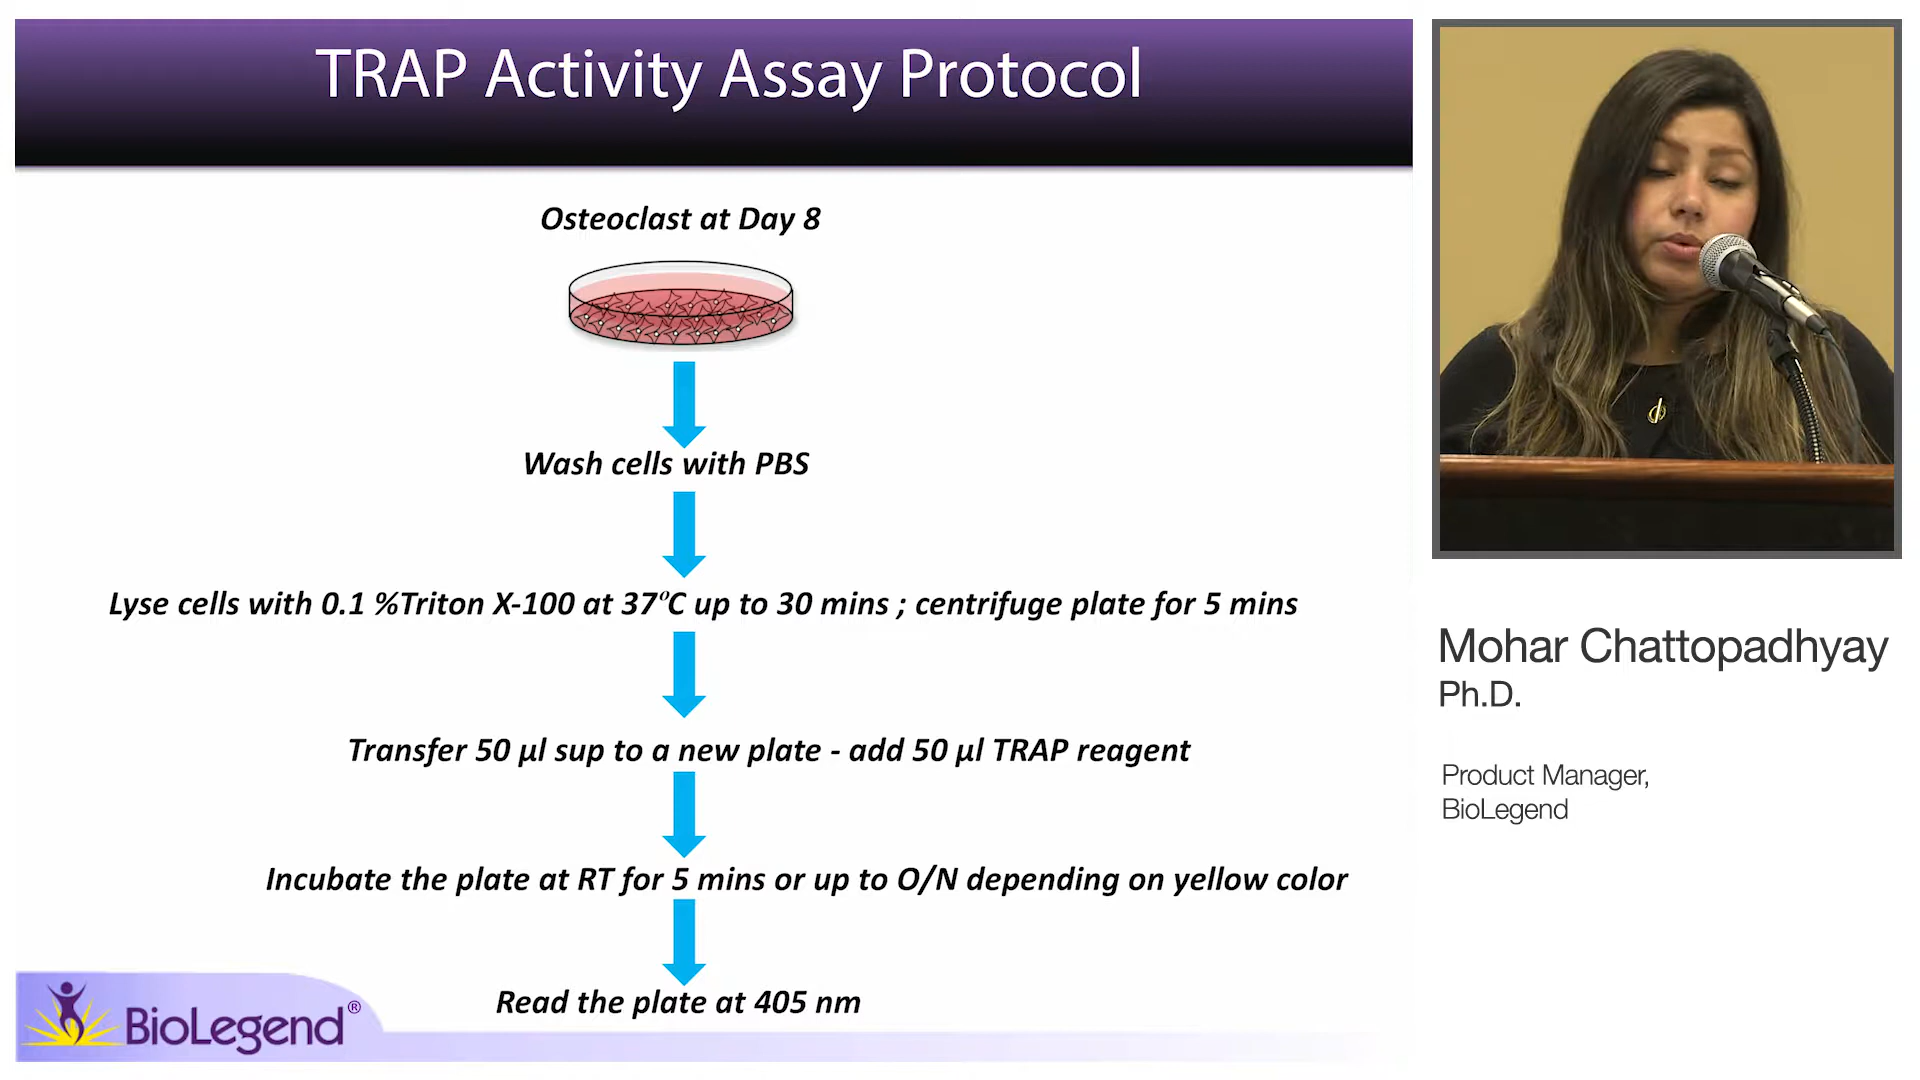 TRAP Activity Assay Protocol
Osteoclast at Day 8
Wash cells with PBS
Lyse cells with 0.1 %Triton X-100 at 37ºC up to 30 mins ; centrifuge plate for 5 mins
Transfer 50 µl sup to a new plate - add 50 µl TRAP reagent
Incubate the plate at RT for 5 mins or up to O/N depending on yellow color
Read the plate at 405 nm
BioLegend®
Mohar Chattopadhyay
Ph.D.
Product Manager,
BioLegend